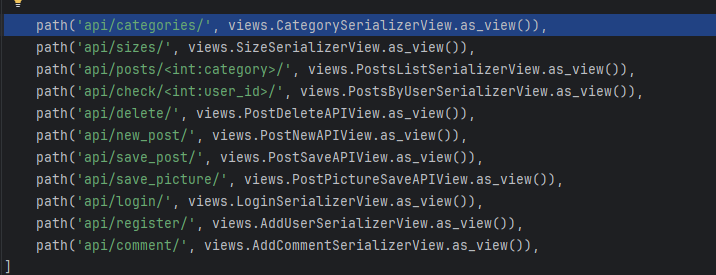 path('api/categories/', views.CategorySerializerView.as_view()),
path('api/sizes/', views.SizeSerializerView.as_view()),
path('api/posts/<int:category>/', views.PostsListSerializerView.as_view()),
path('api/check/<int:user_id>/', views.PostsByUserSerializerView.as_view()),
path('api/delete/', views.PostDeleteAPIView.as_view()),
path('api/new_post/', views.PostNewAPIView.as_view()),
path('api/save_post/', views.PostSaveAPIView.as_view()),
path('api/save_picture/', views.PostPictureSaveAPIView.as_view()),
path('api/login/', views.LoginSerializerView.as_view()),
path('api/register/', views.AddUserSerializerView.as_view()),
path('api/comment/', views.AddCommentSerializerView.as_view()),
]